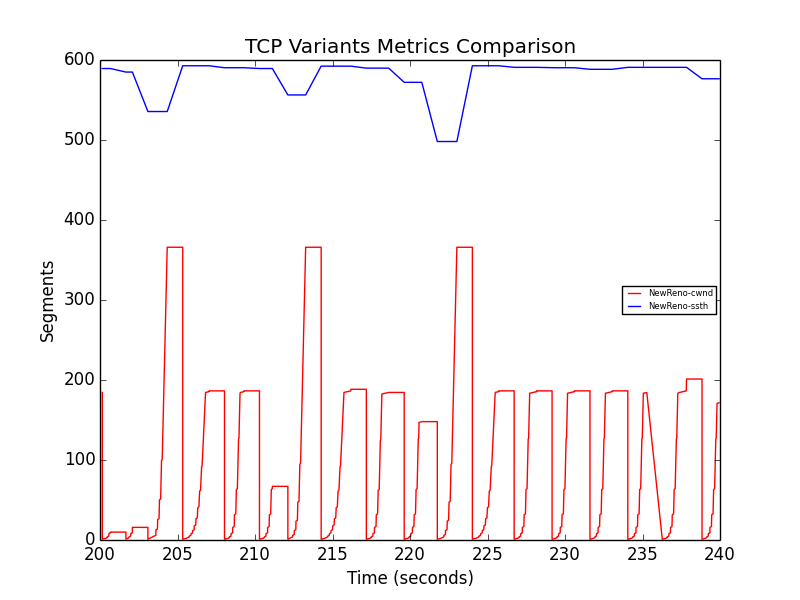 TCP Variants Metrics Comparison
600
500
400
300
200
100
0
Segments
NewReno-cwnd
NewReno-ssth
200 205 210 215 220 225 230 235 240
Time (seconds)